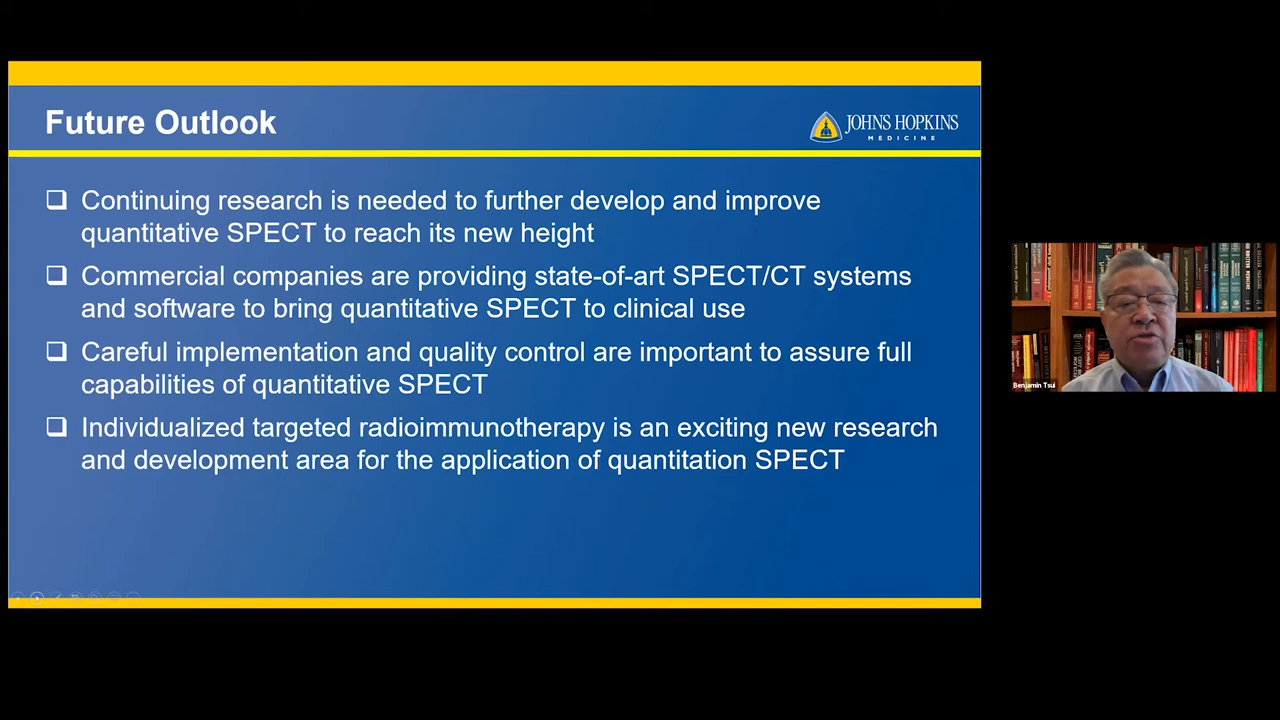 Future Outlook
JOHNS HOPKINS
MEDICINE
Continuing research is needed to further develop and improve
quantitative SPECT to reach its new height
Commercial companies are providing state-of-art SPECT/CT systems
and software to bring quantitative SPECT to clinical use
Careful implementation and quality control are important to assure full
capabilities of quantitative SPECT
Individualized targeted radioimmunotherapy is an exciting new research
and development area for the application of quantitation SPECT
Benjamin Tsui